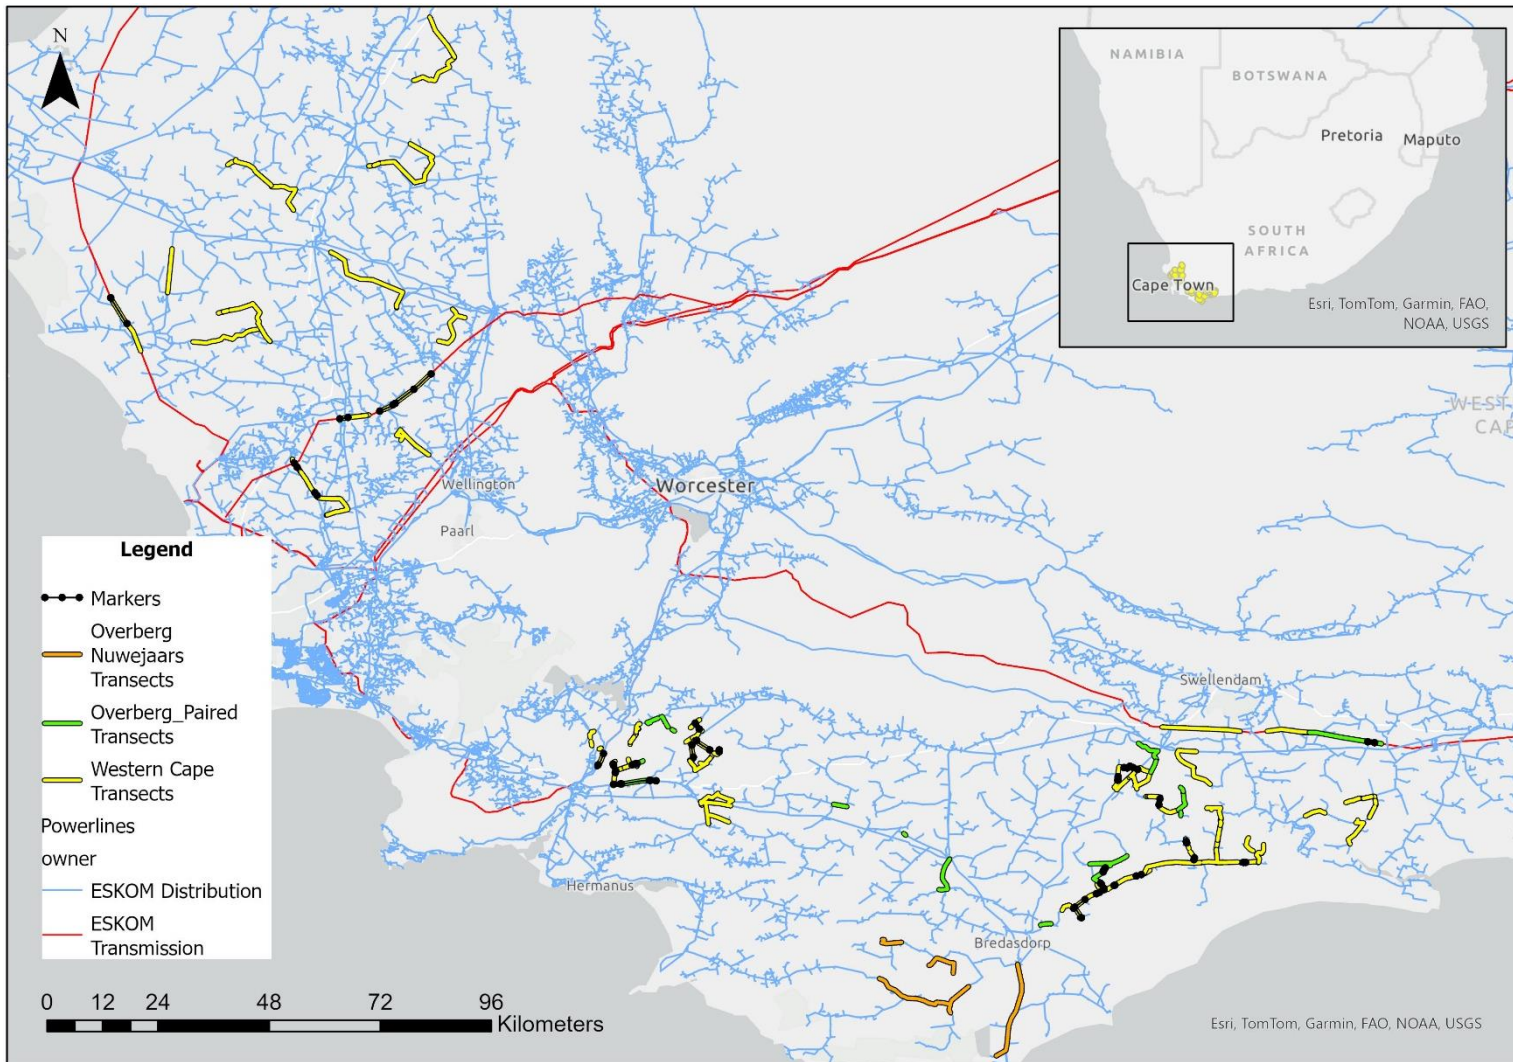 N
NAMIBIA
BOTSWANA
Pretoria
Maputo
SOUTH
AFRICA
Cape Town
Esri, TomTom, Garmin, FAO,
NOAA, USGS
Wellington
Worcester
Paarl
Swellendam
Hermanus
Bredasdorp
Legend
Markers
Overberg
Nuwejaars
Transects
Overberg_Paired
Transects
Western Cape
Transects
Powerlines
owner
ESKOM Distribution
ESKOM
Transmission
0 12 24 48 72 96
Kilometers
Esri, TomTom, Garmin, FAO, NOAA, USGS